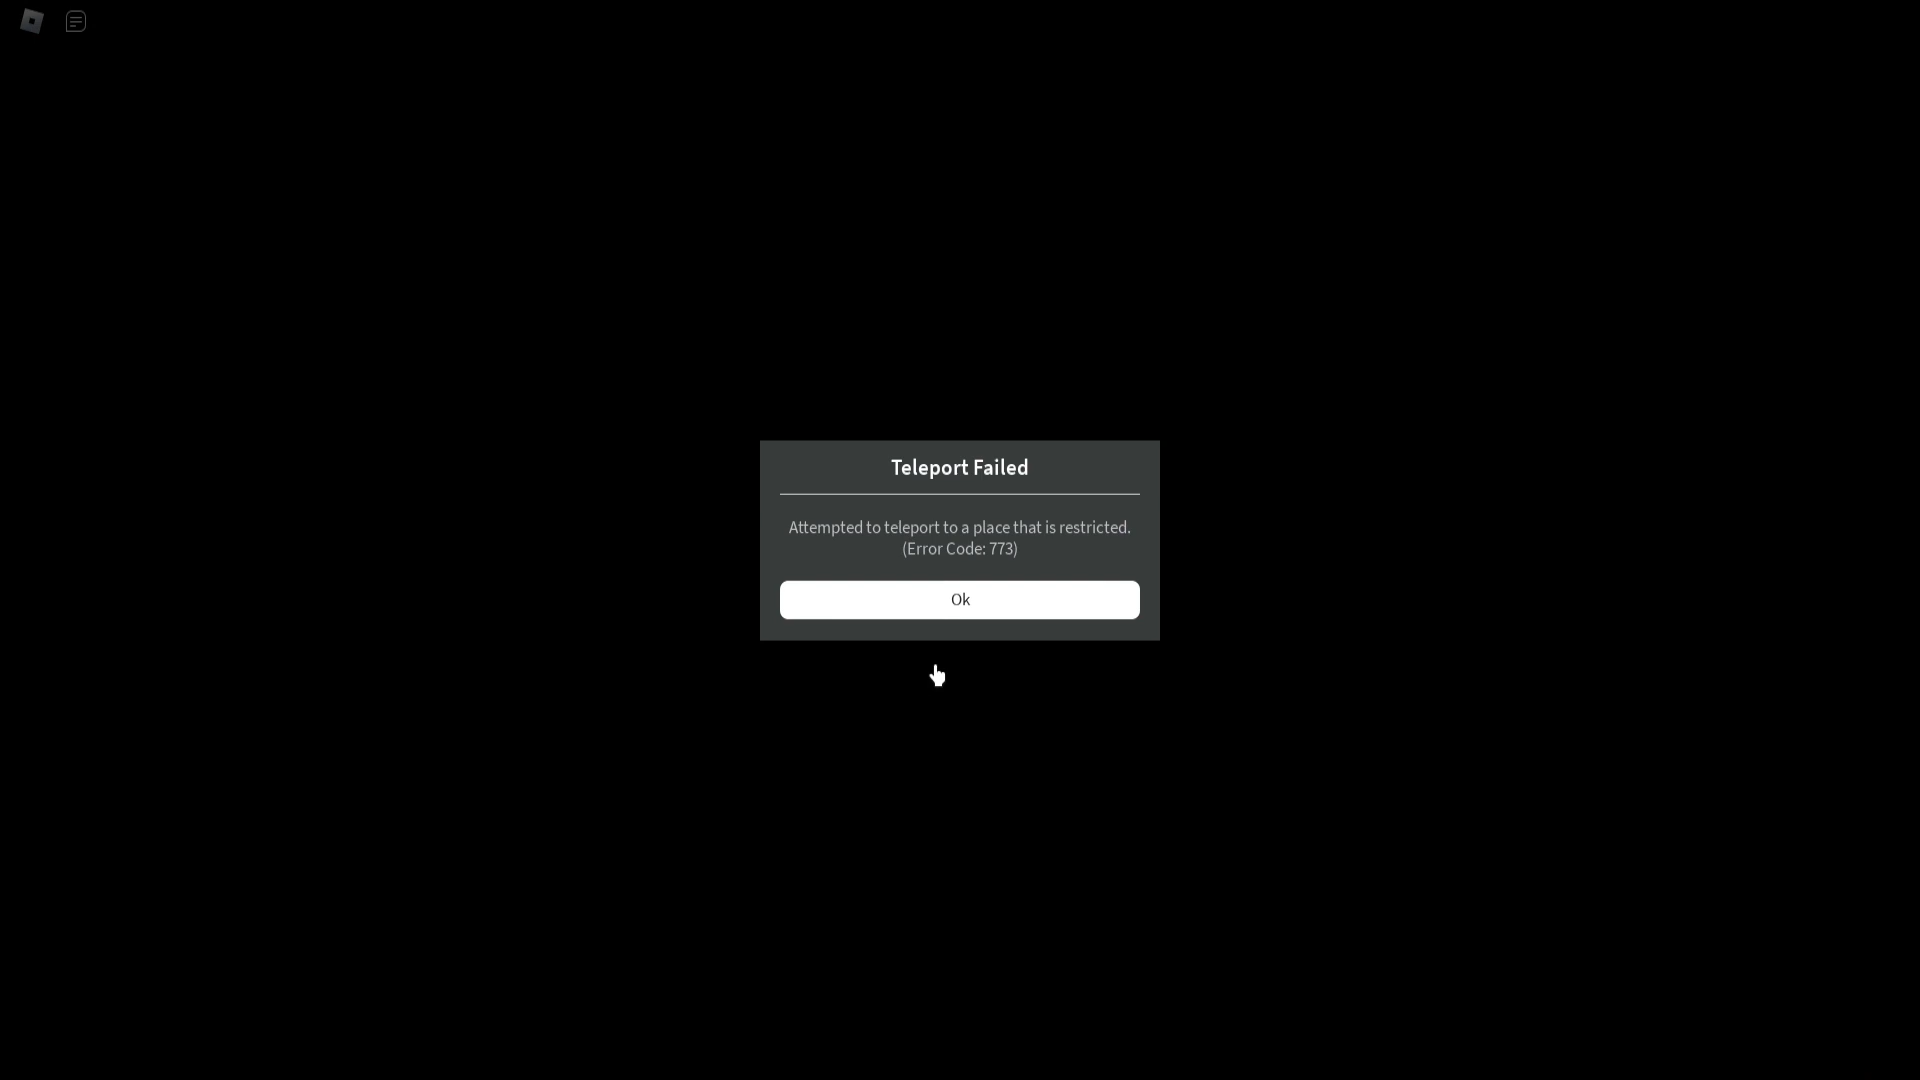 Teleport Failed
Attempted to teleport to a place that is restricted.
(Error Code: 773)
Ok